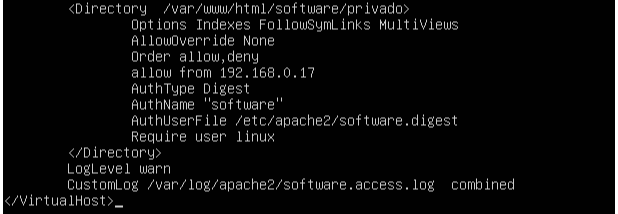 <Directory /var/www/html/software/privado>
Options Indexes FollowSymLinks MultiViews
AllowOverride None
Order allow,deny
allow from 192.168.0.17
AuthType Digest
AuthName "software"
AuthUserFile /etc/apache2/software.digest
Require user linux
</Directory>
LogLevel warn
CustomLog /var/log/apache2/software.access.log combined
</VirtualHost>_